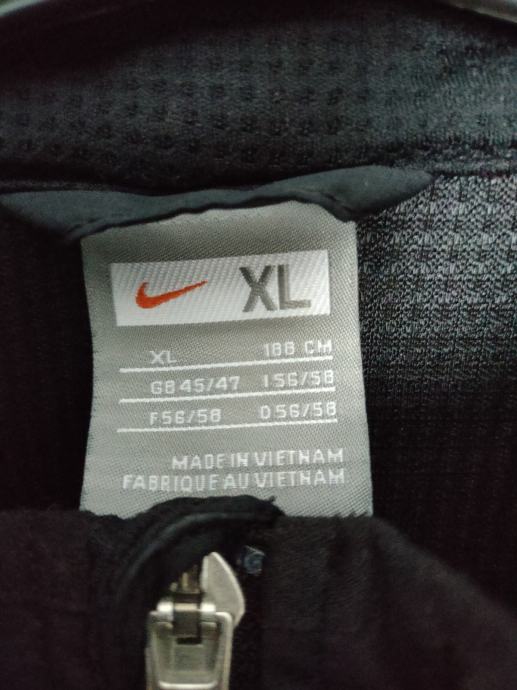 XL
XL 188 CM
GB 45/47 I 56/58
F 56/58 D 56/58
MADE IN VIETNAM
FABRIQUE AU VIETNAM